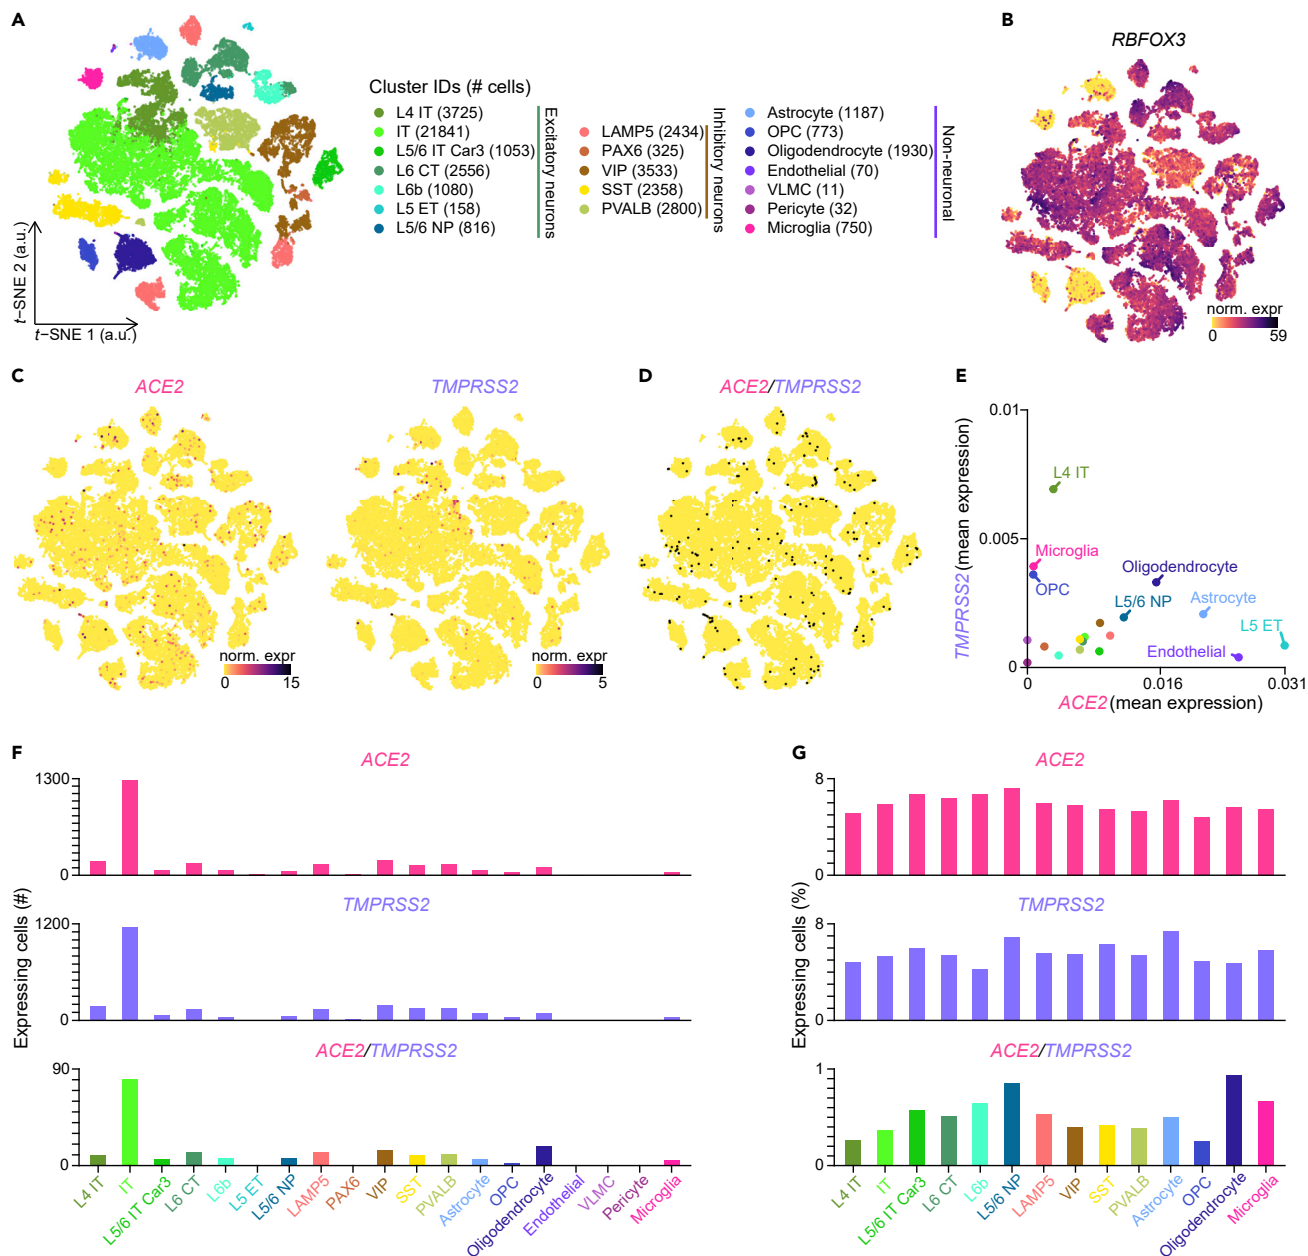 A
t−SNE 2 (a.u.)
t−SNE 1 (a.u.)
Cluster IDs (# cells)
L4 IT (3725)
IT (21841)
L5/6 IT Car3 (1053)
L6 CT (2556)
L6b (1080)
L5 ET (158)
L5/6 NP (816)
Excitatory neurons
LAMP5 (2434)
PAX6 (325)
VIP (3533)
SST (2358)
PVALB (2800)
Inhibitory neurons
Astrocyte (1187)
OPC (773)
Oligodendrocyte (1930)
Endothelial (70)
VLMC (11)
Pericyte (32)
Microglia (750)
Non-neuronal
B
RBFOX3
norm. expr
0 59
C
ACE2
norm. expr
0 15
TMPRSS2
norm. expr
0 5
D
ACE2/TMPRSS2
E
TMPRSS2 (mean expression)
0.01
0.005
0
L4 IT
Microglia
OPC
Oligodendrocyte
L5/6 NP
Astrocyte
L5 ET
Endothelial
0 0.016 0.031
ACE2 (mean expression)
F
Expressing cells (#)
ACE2
1300
0
TMPRSS2
1200
0
ACE2/TMPRSS2
90
0
L4 IT
IT
L5/6 IT Car3
L6 CT
L6b
L5 ET
L5/6 NP
LAMP5
PAX6
VIP
SST
PVALB
Astrocyte
OPC
Oligodendrocyte
Endothelial
VLMC
Pericyte
Microglia
G
Expressing cells (%)
ACE2
8
0
TMPRSS2
8
0
ACE2/TMPRSS2
1
0
L4 IT
IT
L5/6 IT Car3
L6 CT
L6b
L5/6 NP
LAMP5
VIP
SST
PVALB
Astrocyte
OPC
Oligodendrocyte
Microglia